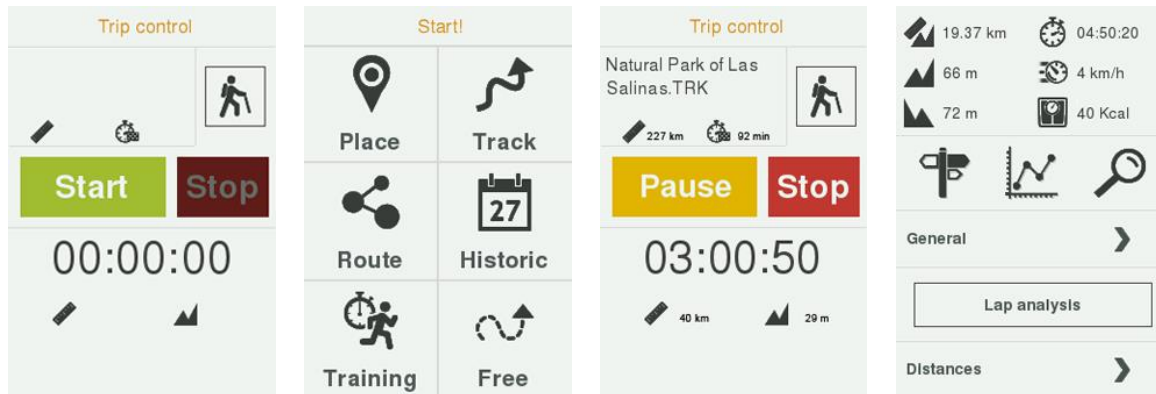 Trip control
Start
Stop
00:00:00
Start!
Place
Track
Route
27
Historic
Training
Free
Trip control
Natural Park of Las
Salinas.TRK
227 km
92 min
Pause
Stop
03:00:50
40 km
29 m
19.37 km
04:50:20
66 m
4 km/h
72 m
40 Kcal
General
Lap analysis
Distances